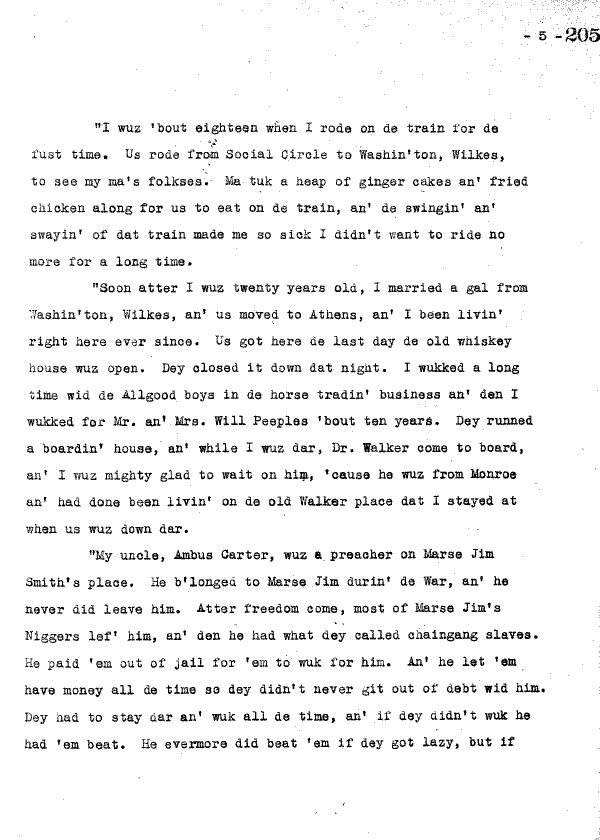 - 5 - 205
"I wuz 'bout eighteen when I rode on de train for de
fust time. Us rode from Social Circle to Washin'ton, Wilkes,
to see my ma's folkses. Ma tuk a heap of ginger cakes an' fried
chicken along for us to eat on de train, an' de swingin' an'
swayin' of dat train made me so sick I didn't want to ride no
more for a long time.
"Soon atter I wuz twenty years old, I married a gal from
Washin'ton, Wilkes, an' us moved to Athens, an' I been livin'
right here ever since. Us got here de last day de old whiskey
house wuz open. Dey closed it down dat night. I wukked a long
time wid de Allgood boys in de horse tradin' business an' den I
wukked for Mr. an' Mrs. Will Peeples 'bout ten years. Dey runned
a boardin' house, an' while I wuz dar, Dr. Walker come to board,
an' I wuz mighty glad to wait on him, 'cause he wuz from Monroe
an' had done been livin' on de old Walker place dat I stayed at
when us wuz down dar.
"My uncle, Ambus Carter, wuz a preacher on Marse Jim
Smith's place. He b'longed to Marse Jim durin' de War, an' he
never did leave him. Atter freedom come, most of Marse Jim's
Niggers lef' him, an' den he had what dey called chaingang slaves.
He paid 'em out of jail for 'em to wuk for him. An' he let 'em
have money all de time so dey didn't never git out of debt wid him.
Dey had to stay dar an' wuk all de time, an' if dey didn't wuk he
had 'em beat. He evermore did beat 'em if dey got lazy, but if